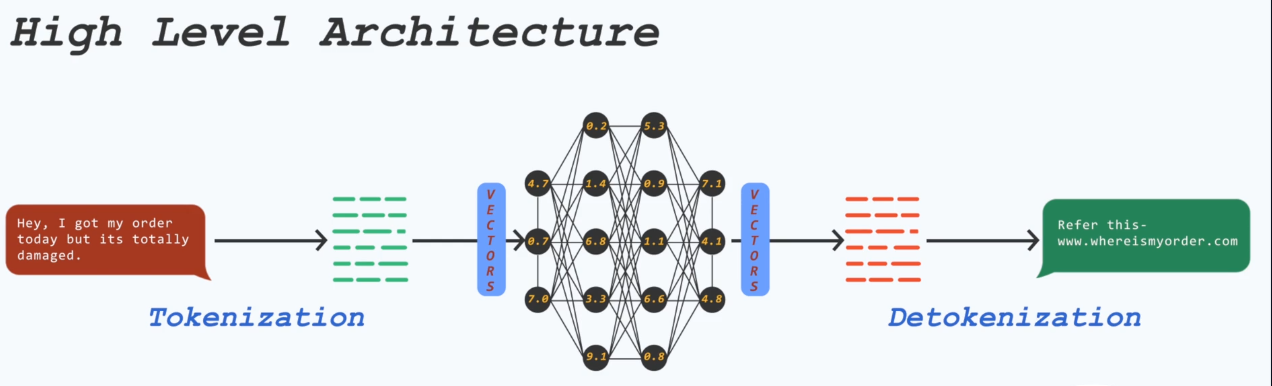 High Level Architecture
Hey, I got my order
today but its totally
damaged.
Tokenization
VECTORS
4.7
0.7
7.0
0.2
1.4
6.8
3.3
9.1
5.3
0.9
1.1
6.6
0.8
7.1
4.1
4.8
VECTORS
Detokenization
Refer this-
www.whereismyorder.com